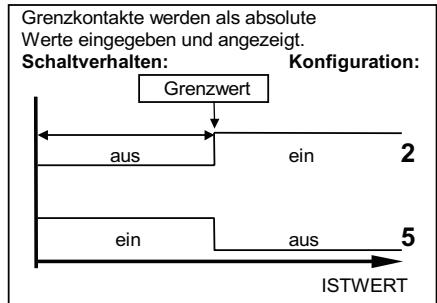 Grenzkontakte werden als absolute
Werte eingegeben und angezeigt.
Schaltverhalten: Konfiguration:
Grenzwert
aus ein 2
ein aus 5
ISTWERT